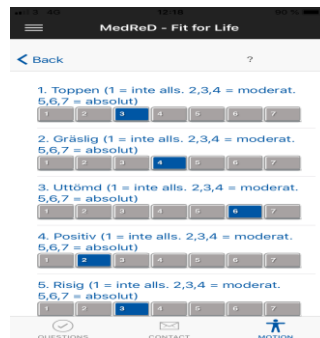 3 4G 12:18 80 %
MedReD - Fit for Life
Back ?
1. Toppen (1 = inte alls. 2,3,4 = moderat.
5,6,7 = absolut)
1 2 3 4 5 6 7
2. Gräslig (1 = inte alls. 2,3,4 = moderat.
5,6,7 = absolut)
1 2 3 4 5 6 7
3. Uttömd (1 = inte alls. 2,3,4 = moderat.
5,6,7 = absolut)
1 2 3 4 5 6 7
4. Positiv (1 = inte alls. 2,3,4 = moderat.
5,6,7 = absolut)
1 2 3 4 5 6 7
5. Risig (1 = inte alls. 2,3,4 = moderat.
5,6,7 = absolut)
1 2 3 4 5 6 7
QUESTIONS CONTACT MOTION